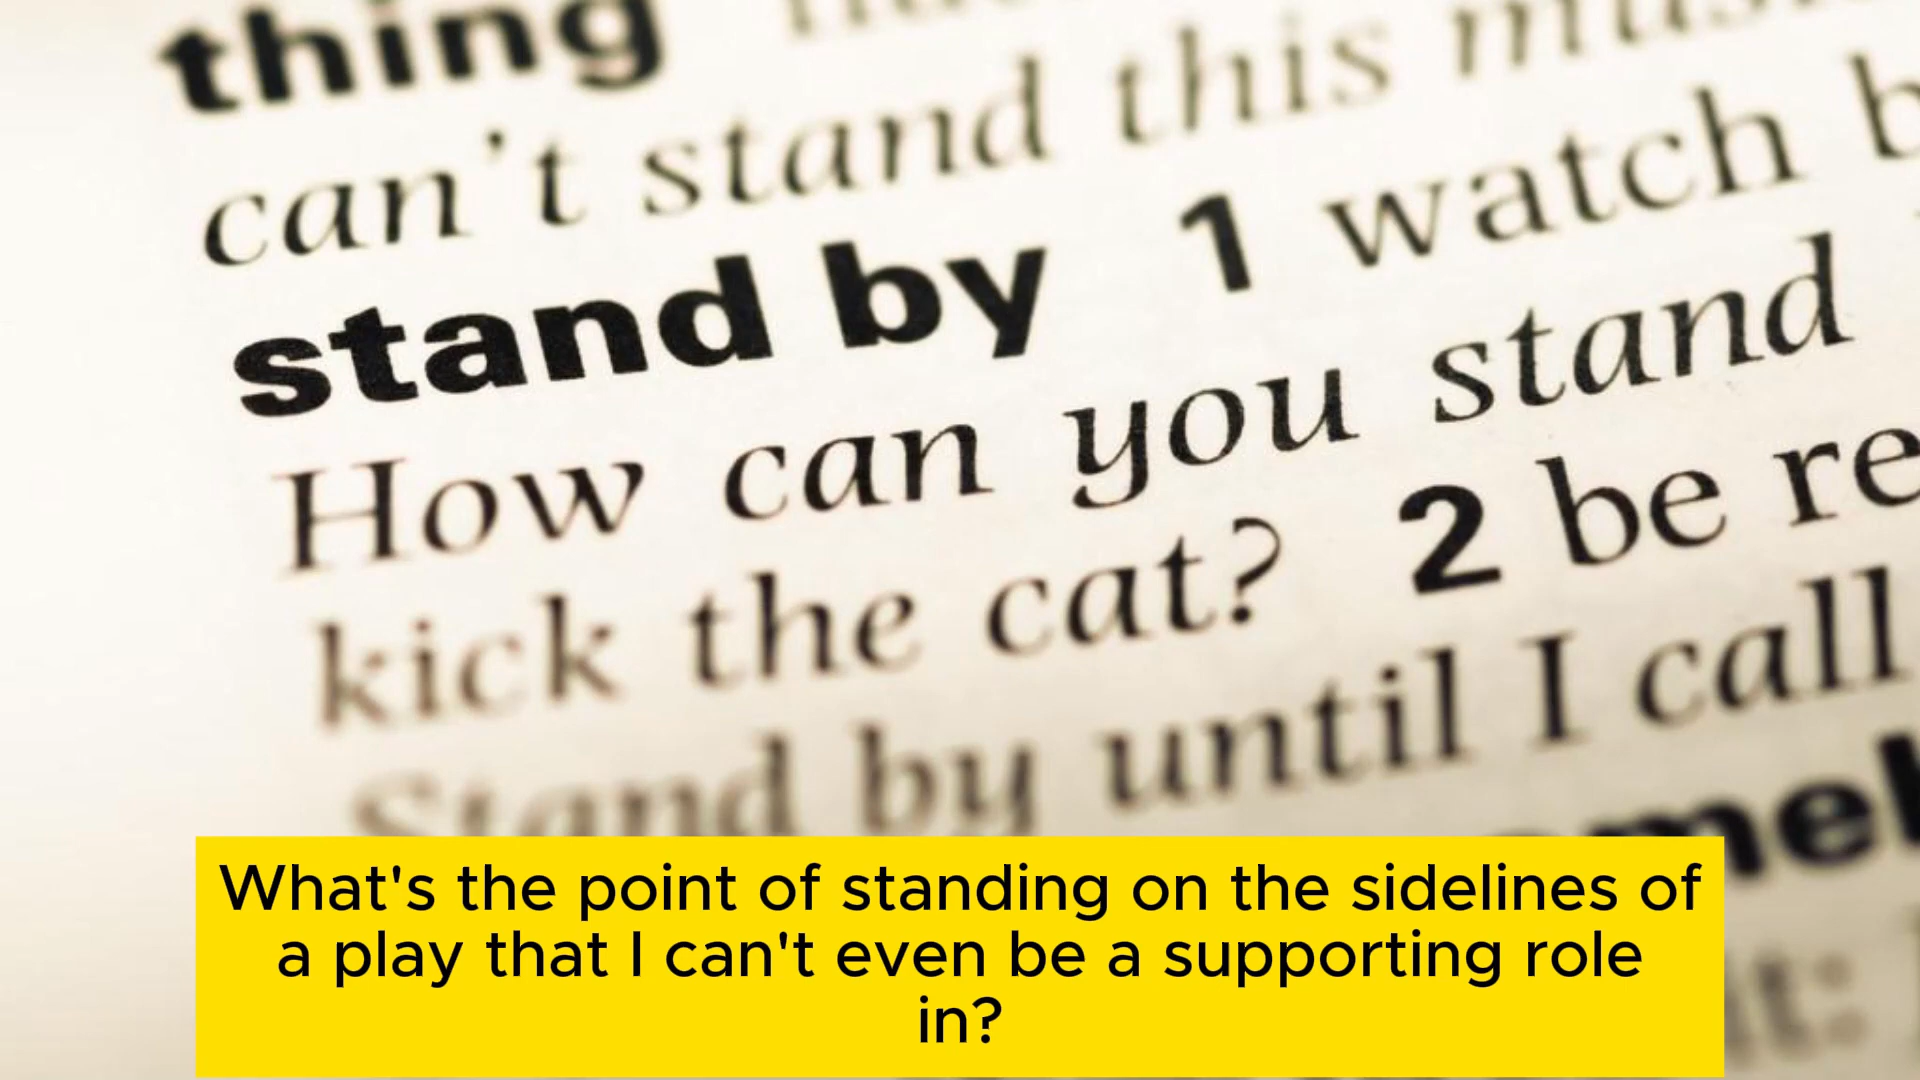 thing
can't stand this
stand by 1 watch b
How can you stand
kick the cat? 2 be re
Stand by until I call
What's the point of standing on the sidelines of
a play that I can't even be a supporting role
in?